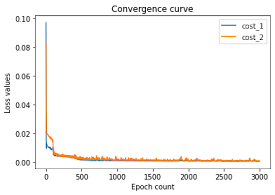 Convergence curve
cost_1
cost_2
Loss values
0.10
0.08
0.06
0.04
0.02
0.00
0 500 1000 1500 2000 2500 3000
Epoch count